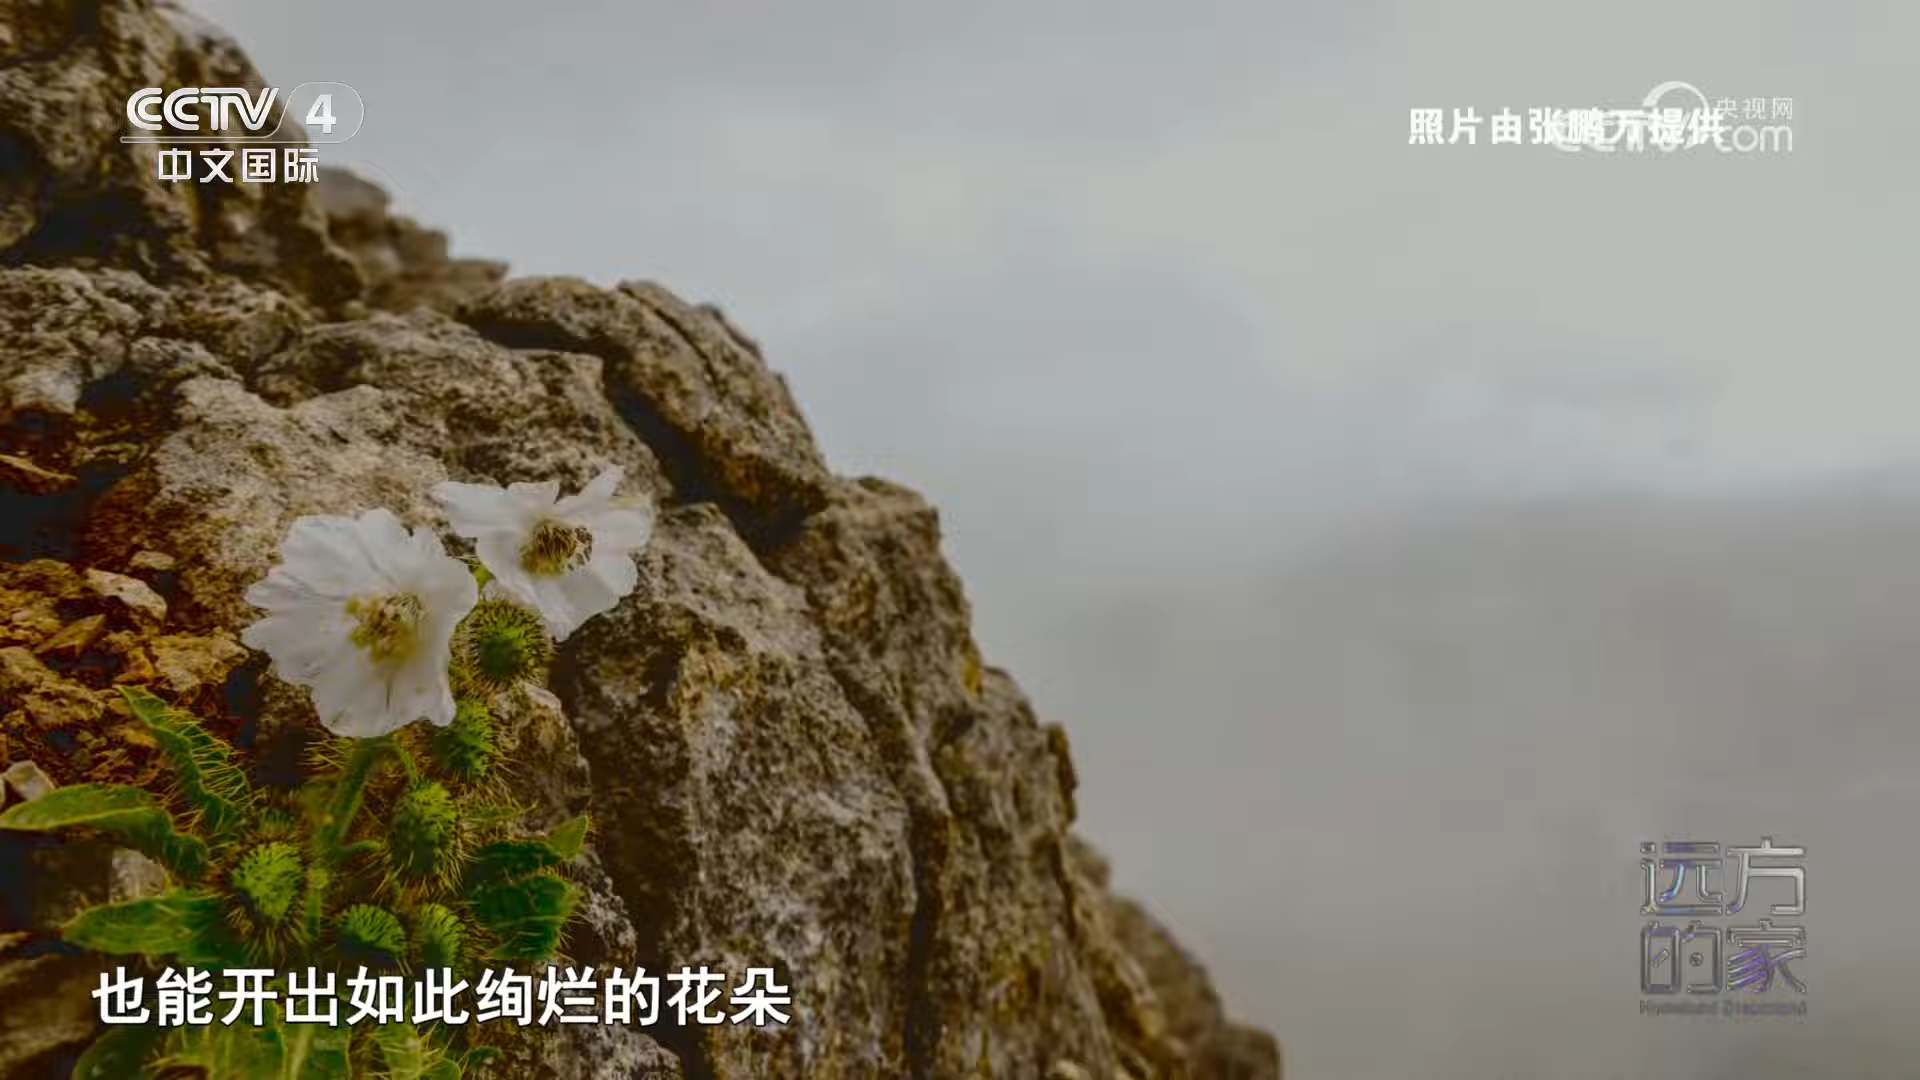 CCTV 4
中文国际
照片由张鹏万提供
央视网
com
远方
的家
也能开出如此绚烂的花朵